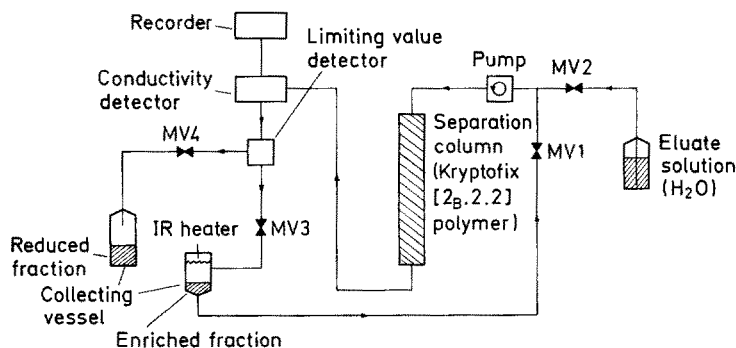 Recorder
Limiting value
detector
Conductivity
detector
Pump
MV2
MV4
Separation
column
(Kryptofix
[2_B.2.2]
polymer)
MV1
Eluate
solution
(H₂O)
IR heater
MV3
Reduced
fraction
Collecting
vessel
Enriched fraction